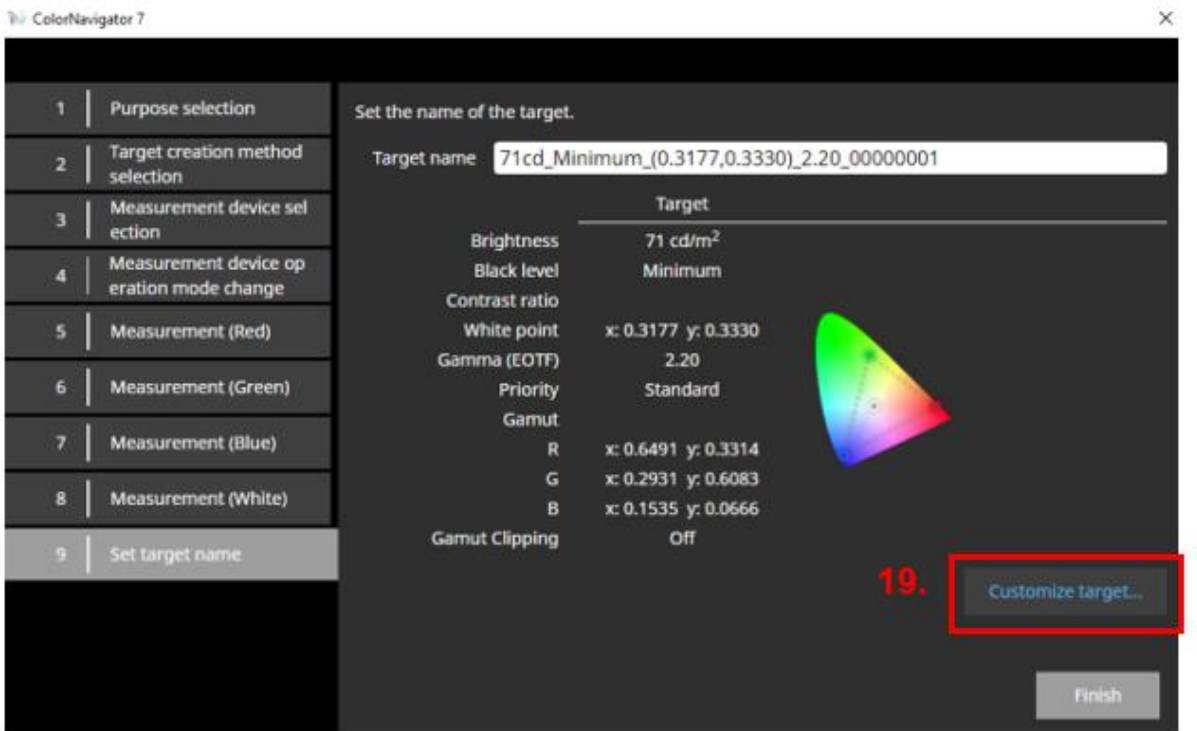 ColorNavigator 7
1 Purpose selection
2 Target creation method
selection
3 Measurement device sel
ection
4 Measurement device op
eration mode change
5 Measurement (Red)
6 Measurement (Green)
7 Measurement (Blue)
8 Measurement (White)
9 Set target name
Set the name of the target.
Target name 71cd_Minimum_(0.3177,0.3330)_2.20_00000001
Target
Brightness 71 cd/m²
Black level Minimum
Contrast ratio
White point x: 0.3177 y: 0.3330
Gamma (EOTF) 2.20
Priority Standard
Gamut
R x: 0.6491 y: 0.3314
G x: 0.2931 y: 0.6083
B x: 0.1535 y: 0.0666
Gamut Clipping Off
19. Customize target...
Finish